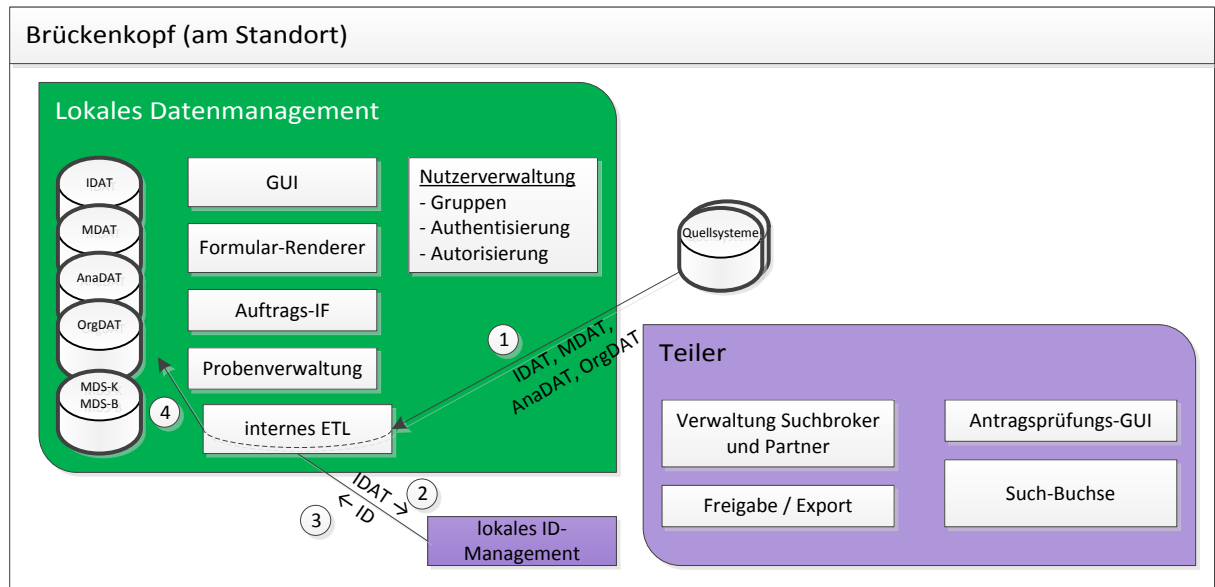 Brückenkopf (am Standort)
Lokales Datenmanagement
IDAT
MDAT
AnaDAT
OrgDAT
MDS-K
MDS-B
GUI
Formular-Renderer
Auftrags-IF
Probenverwaltung
internes ETL
Nutzerverwaltung
- Gruppen
- Authentisierung
- Autorisierung
Quellsysteme
1
IDAT, MDAT,
AnaDAT, OrgDAT
4
IDAT →
2
3
← ID
lokales ID-
Management
Teiler
Verwaltung Suchbroker
und Partner
Freigabe / Export
Antragsprüfungs-GUI
Such-Buchse